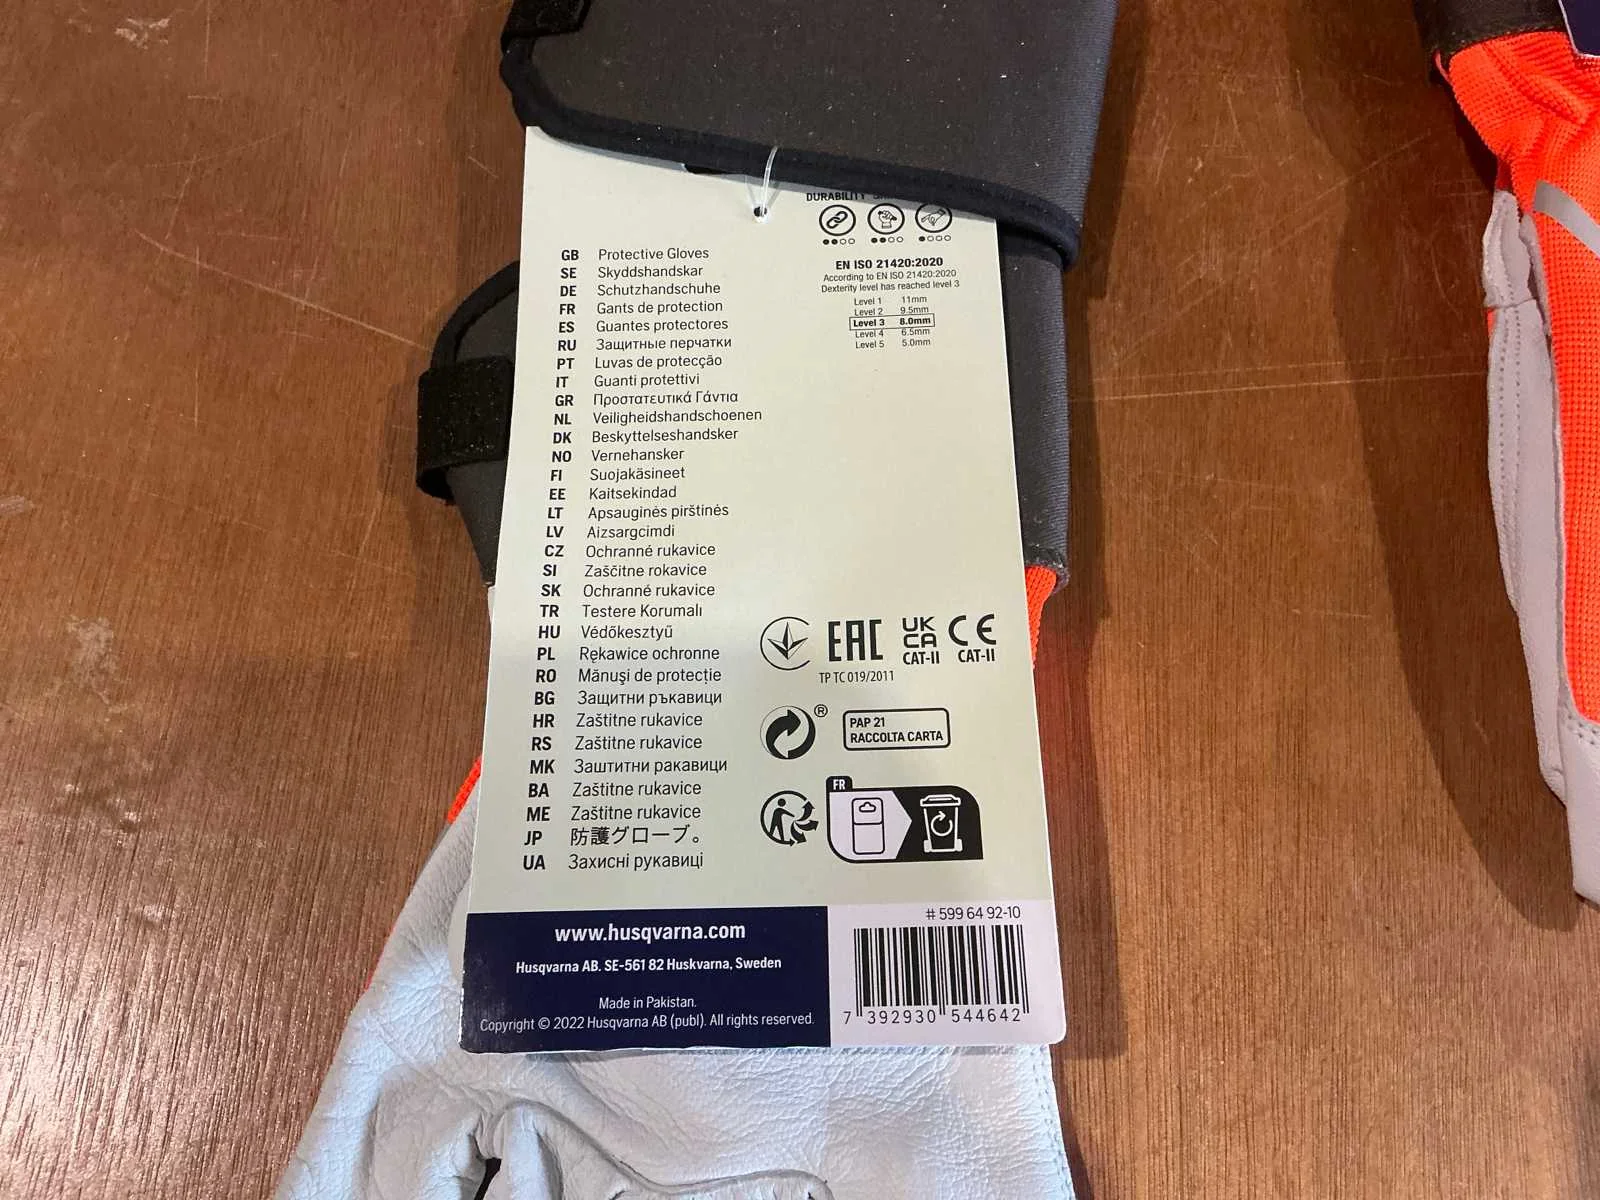 DURABILITY
GB Protective Gloves
SE Skyddshandskar
DE Schutzhandschuhe
FR Gants de protection
ES Guantes protectores
RU Защитные перчатки
PT Luvas de protecção
IT Guanti protettivi
GR Προστατευτικά Γάντια
NL Veiligheidshandschoenen
DK Beskyttelseshandsker
NO Vernehansker
FI Suojakäsineet
EE Kaitsekindad
LT Apsauginės pirštinės
LV Aizsargcimdi
CZ Ochranné rukavice
SI Zaščitne rokavice
SK Ochranné rukavice
TR Testere Korumalı
HU Védőkesztyű
PL Rękawice ochronne
RO Mănuşi de protecţie
BG Защитни ръкавици
HR Zaštitne rukavice
RS Zaštitne rukavice
MK Заштитни ракавици
BA Zaštitne rukavice
ME Zaštitne rukavice
JP 防護グローブ。
UA Захисні рукавиці
EN ISO 21420:2020
According to EN ISO 21420:2020
Dexterity level has reached level 3
Level 1 11mm
Level 2 9.5mm
Level 3 8.0mm
Level 4 6.5mm
Level 5 5.0mm
EAC
UK
CA
CAT-II
CE
CAT-II
TP TC 019/2011
®
PAP 21
RACCOLTA CARTA
FR
www.husqvarna.com
Husqvarna AB. SE-561 82 Huskvarna, Sweden
Made in Pakistan.
Copyright © 2022 Husqvarna AB (publ). All rights reserved.
# 599 64 92-10
7 392930 544642